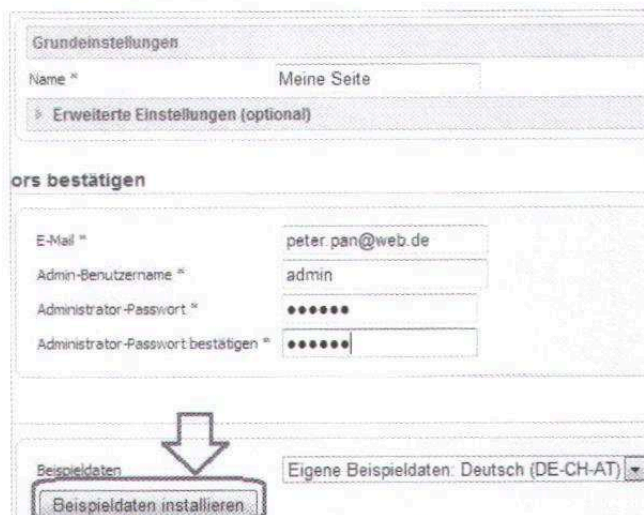 Grundeinstellungen
Name * Meine Seite
Erweiterte Einstellungen (optional)
ors bestätigen
E-Mail * peter.pan@web.de
Admin-Benutzername * admin
Administrator-Passwort * ●●●●●●
Administrator-Passwort bestätigen * ●●●●●●
Beispieldaten Eigene Beispieldaten: Deutsch (DE-CH-AT)
Beispieldaten installieren